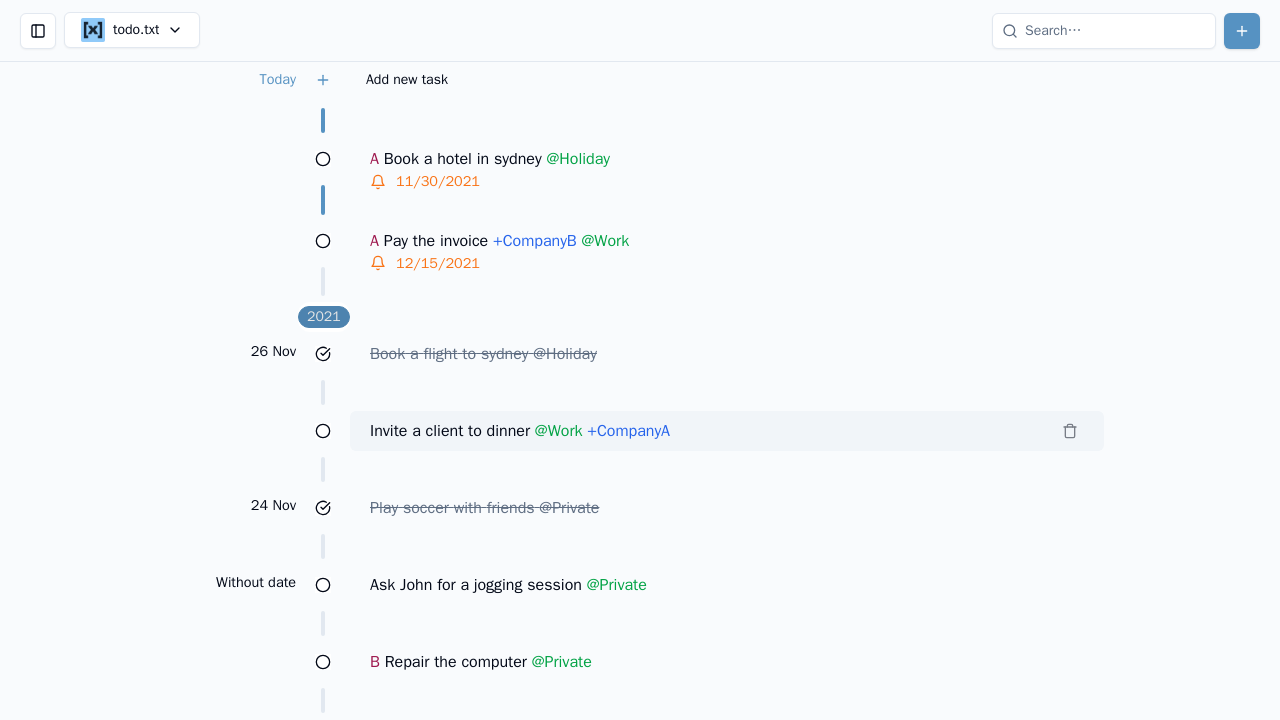 [x] todo.txt
Search…
Today
Add new task
A Book a hotel in sydney @Holiday
11/30/2021
A Pay the invoice +CompanyB @Work
12/15/2021
2021
26 Nov
Book a flight to sydney @Holiday
Invite a client to dinner @Work +CompanyA
24 Nov
Play soccer with friends @Private
Without date
Ask John for a jogging session @Private
B Repair the computer @Private